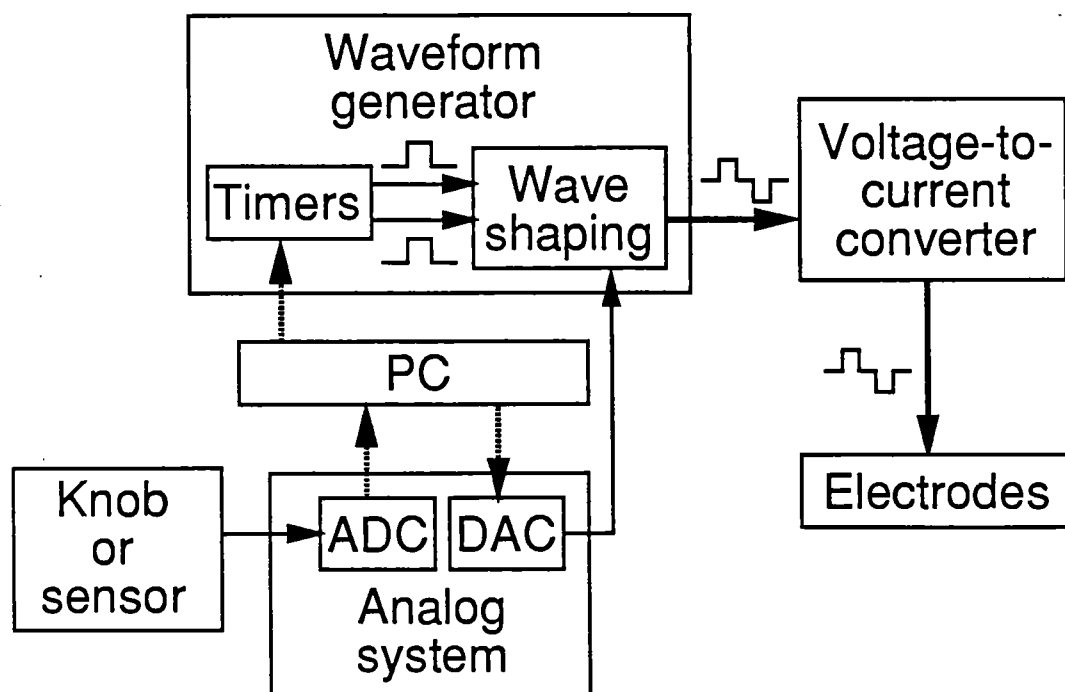 Waveform
generator
Timers
Wave
shaping
Voltage-to-
current
converter
PC
Knob
or
sensor
ADC
DAC
Analog
system
Electrodes